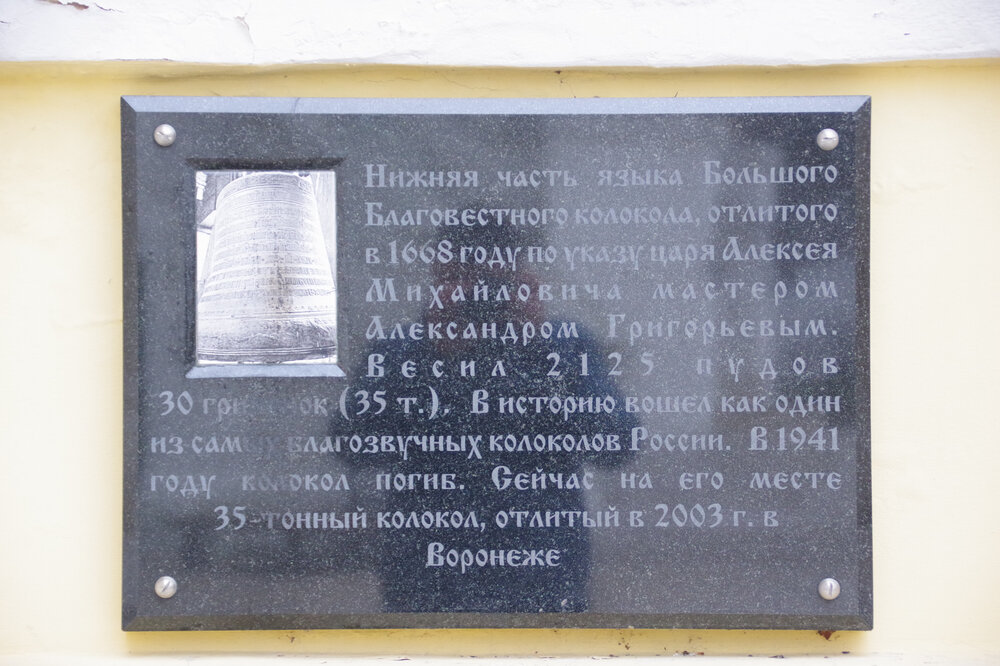 Нижняя часть языка Большого
Благовестного колокола, отлитого
в 1668 году по указу царя Алексея
Михайловича мастером
Александром Григорьевым.
Весил 2125 пудов
30 гривенок (35 т.). В историю вошел как один
из самых благозвучных колоколов России. В 1941
году колокол погиб. Сейчас на его месте
35-тонный колокол, отлитый в 2003 г. в
Воронеже